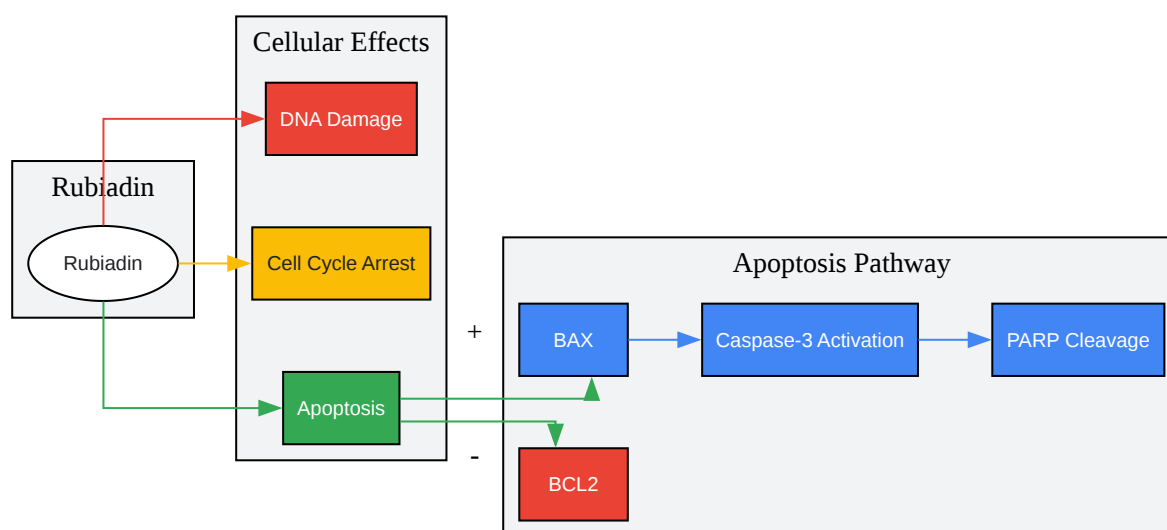 Cellular Effects
DNA Damage
Rubiadin
Rubiadin
Cell Cycle Arrest
Apoptosis Pathway
+
BAX
Caspase-3 Activation
PARP Cleavage
Apoptosis
-
BCL2